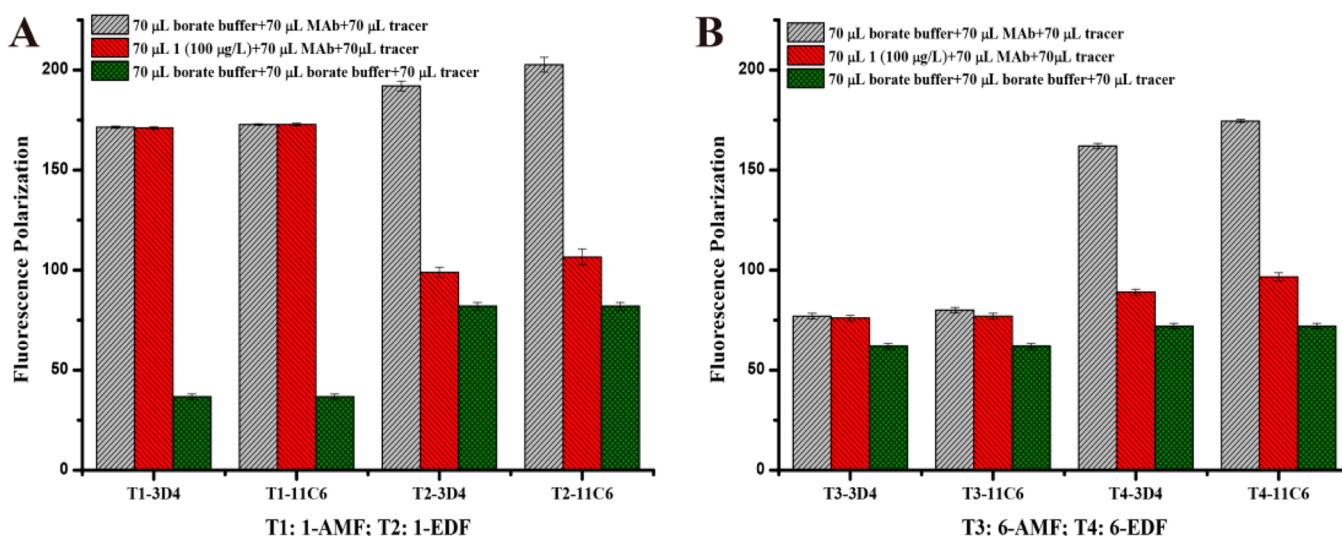 A
70 μL borate buffer+70 μL MAb+70 μL tracer
70 μL 1 (100 μg/L)+70 μL MAb+70μL tracer
70 μL borate buffer+70 μL borate buffer+70 μL tracer
Fluorescence Polarization
200
150
100
50
0
T1-3D4 T1-11C6 T2-3D4 T2-11C6
T1: 1-AMF; T2: 1-EDF
B
70 μL borate buffer+70 μL MAb+70 μL tracer
70 μL 1 (100 μg/L)+70 μL MAb+70μL tracer
70 μL borate buffer+70 μL borate buffer+70 μL tracer
Fluorescence Polarization
200
150
100
50
0
T3-3D4 T3-11C6 T4-3D4 T4-11C6
T3: 6-AMF; T4: 6-EDF